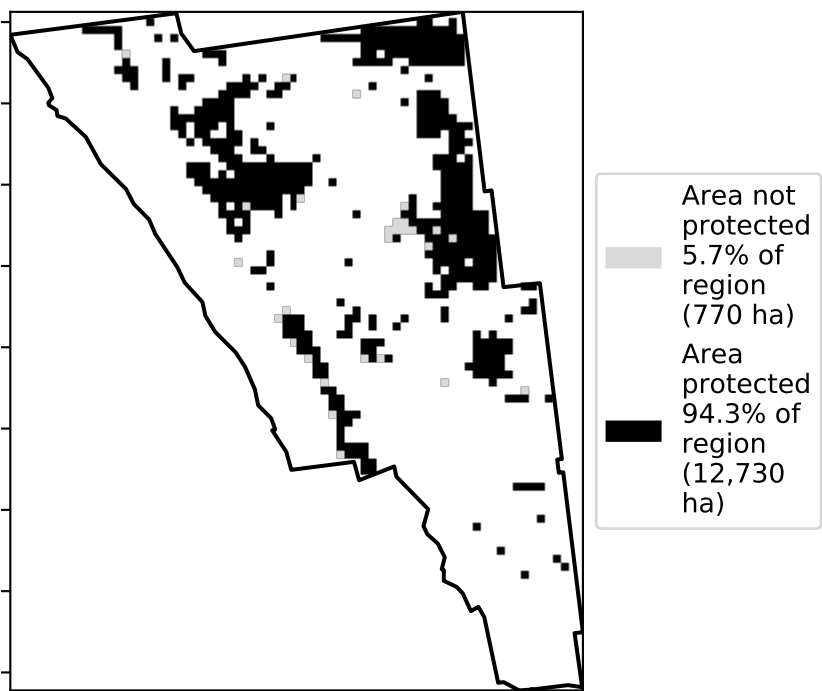 Area not
protected
5.7% of
region
(770 ha)
Area
protected
94.3% of
region
(12,730
ha)